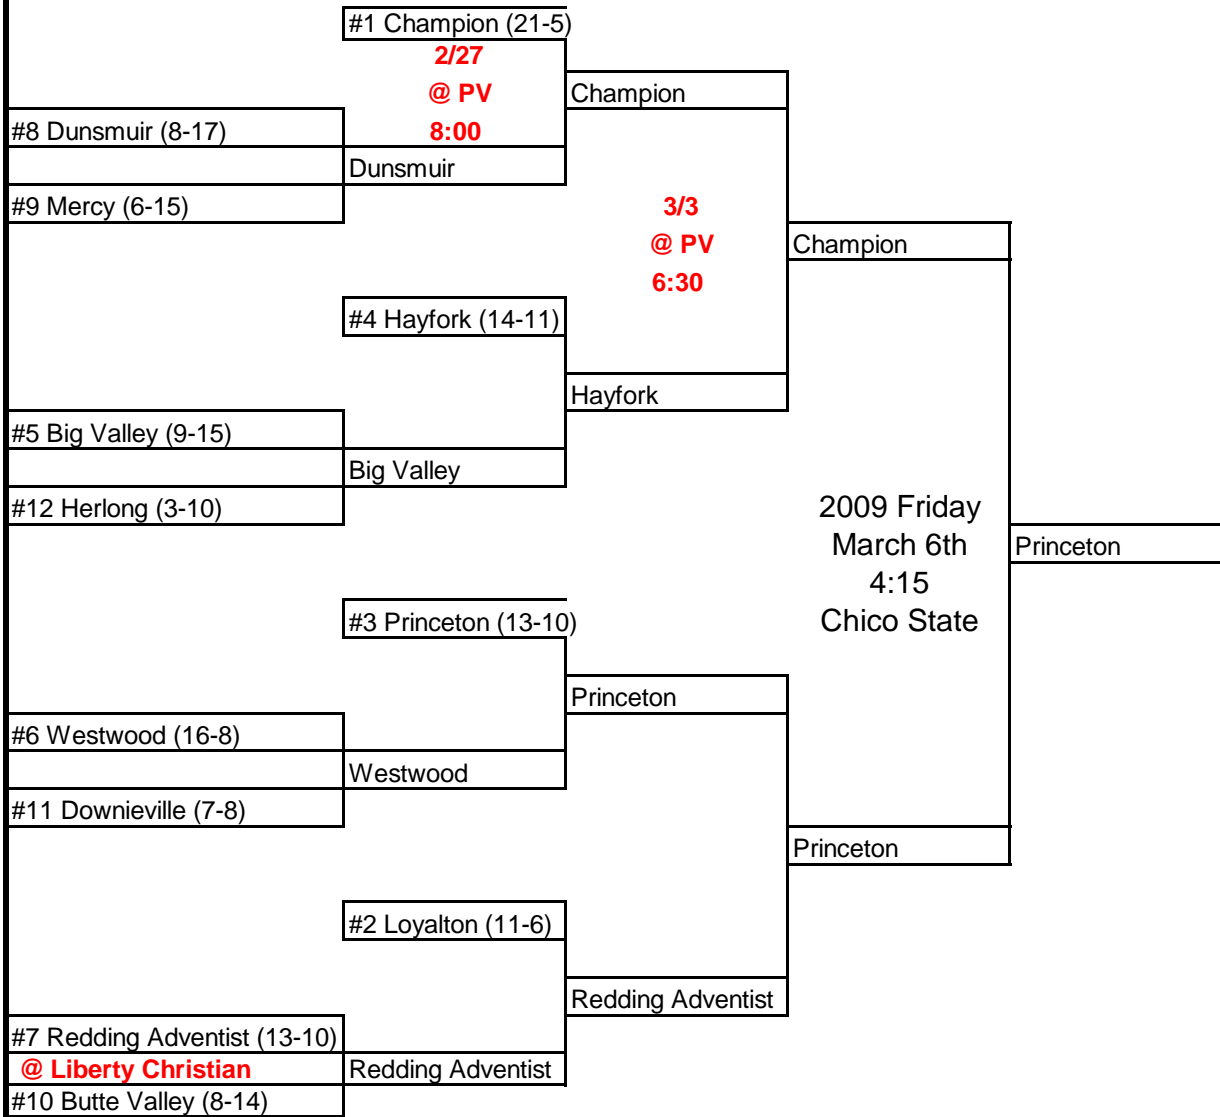 #1 Champion (21-5)
2/27
@ PV
Champion
#8 Dunsmuir (8-17)
8:00
Dunsmuir
#9 Mercy (6-15)
3/3
@ PV
Champion
6:30
#4 Hayfork (14-11)
Hayfork
#5 Big Valley (9-15)
Big Valley
#12 Herlong (3-10)
2009 Friday
March 6th
4:15
Chico State
Princeton
#3 Princeton (13-10)
Princeton
#6 Westwood (16-8)
Westwood
#11 Downieville (7-8)
Princeton
#2 Loyalton (11-6)
Redding Adventist
#7 Redding Adventist (13-10)
@ Liberty Christian
Redding Adventist
#10 Butte Valley (8-14)